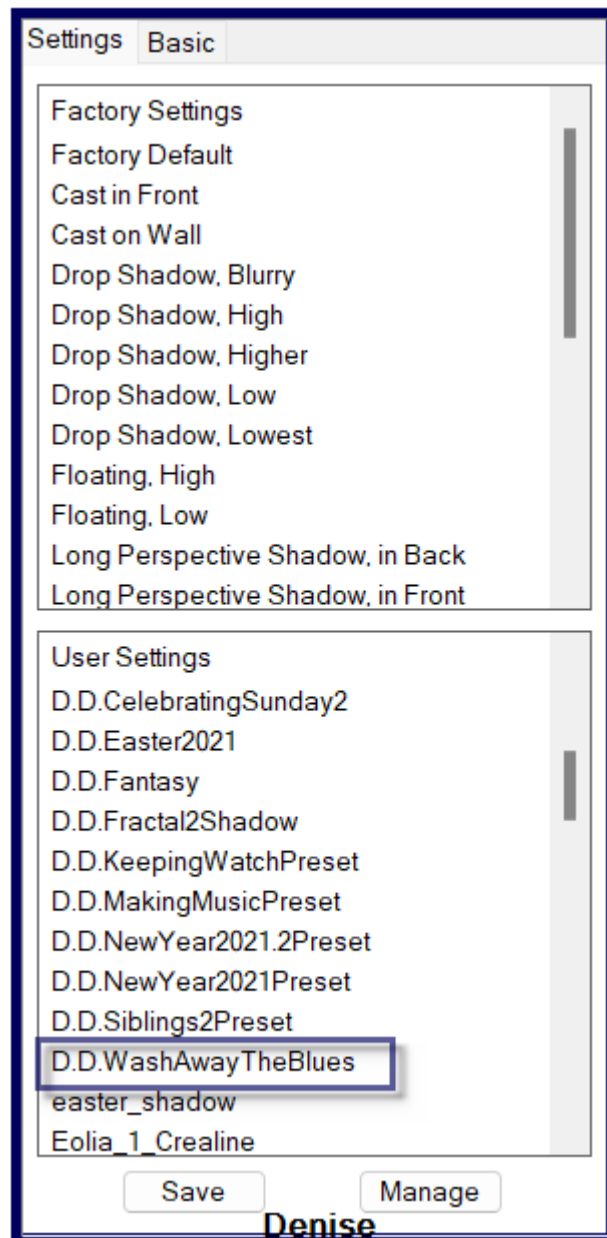 Settings Basic
Factory Settings
Factory Default
Cast in Front
Cast on Wall
Drop Shadow, Blurry
Drop Shadow, High
Drop Shadow, Higher
Drop Shadow, Low
Drop Shadow, Lowest
Floating, High
Floating, Low
Long Perspective Shadow, in Back
Long Perspective Shadow, in Front
User Settings
D.D.CelebratingSunday2
D.D.Easter2021
D.D.Fantasy
D.D.Fractal2Shadow
D.D.KeepingWatchPreset
D.D.MakingMusicPreset
D.D.NewYear2021.2Preset
D.D.NewYear2021Preset
D.D.Siblings2Preset
D.D.WashAwayTheBlues
easter_shadow
Eolia_1_Crealine
Save Manage
Denise